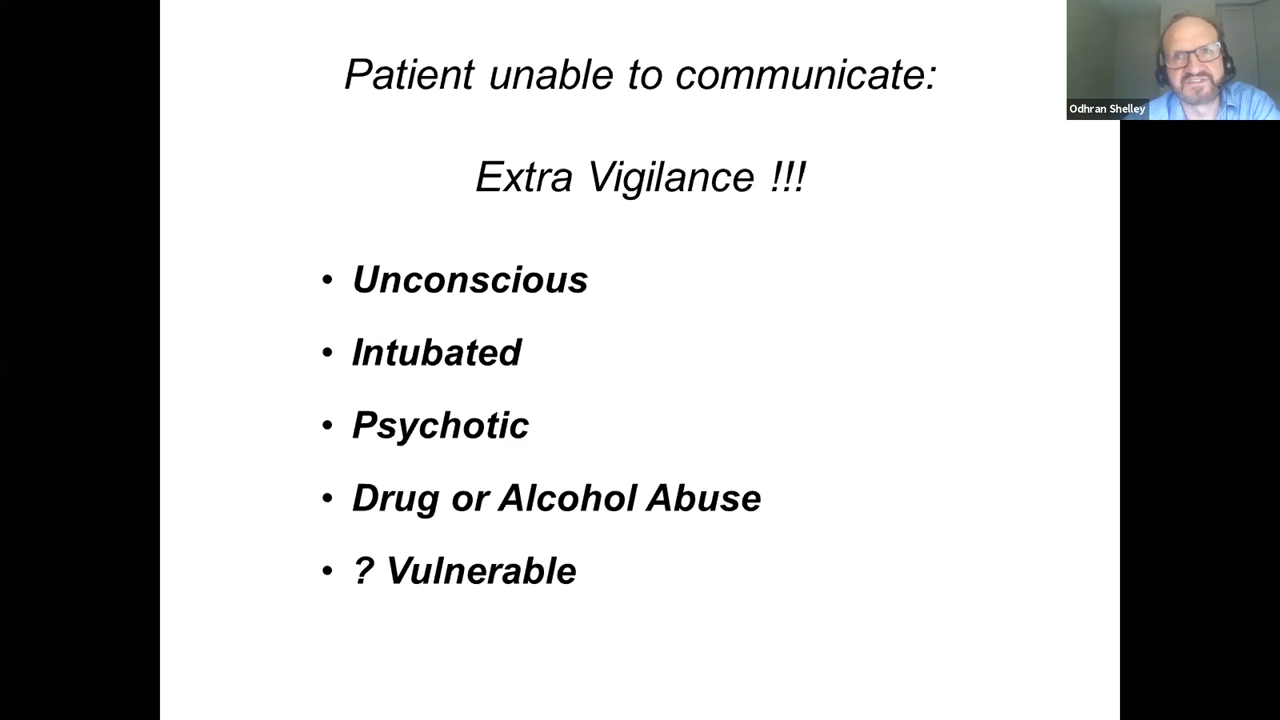 Patient unable to communicate:
Extra Vigilance !!!
• Unconscious
• Intubated
• Psychotic
• Drug or Alcohol Abuse
• ? Vulnerable
Odhran Shelley